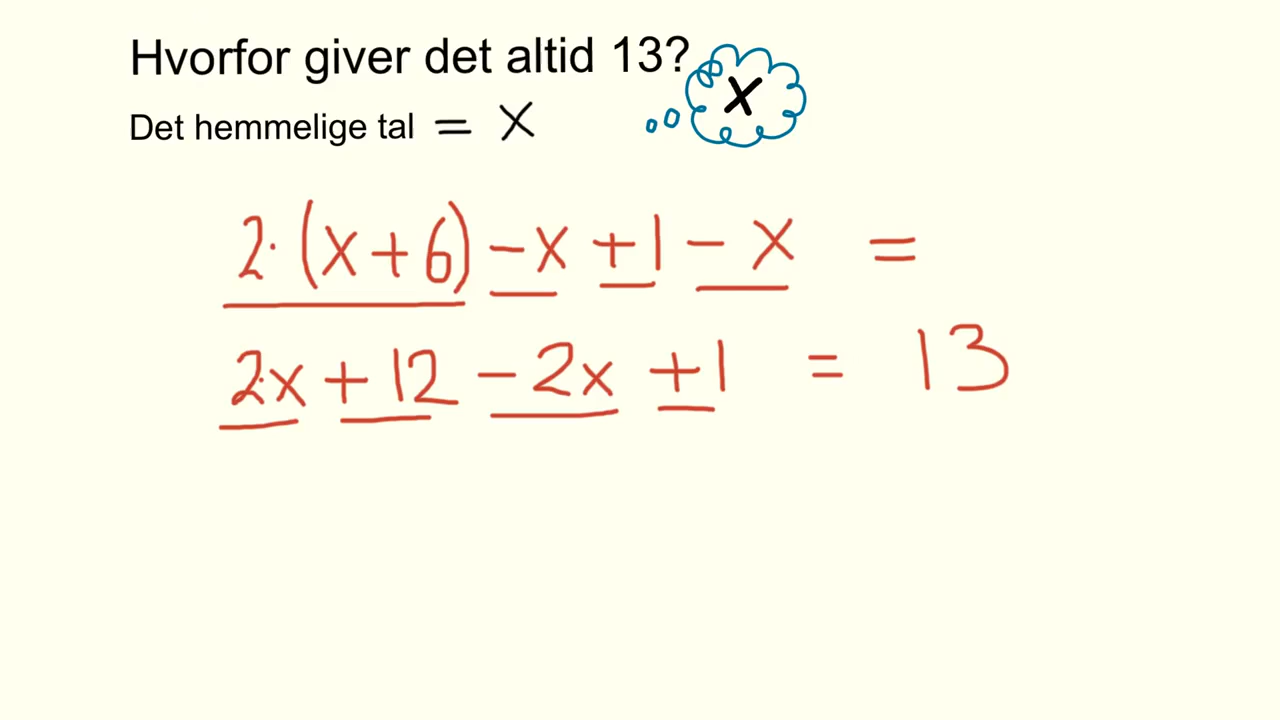 Hvorfor giver det altid 13?
x
Det hemmelige tal = x
2·(x+6) -x +1 - x =
2x +12 -2x +1 = 13